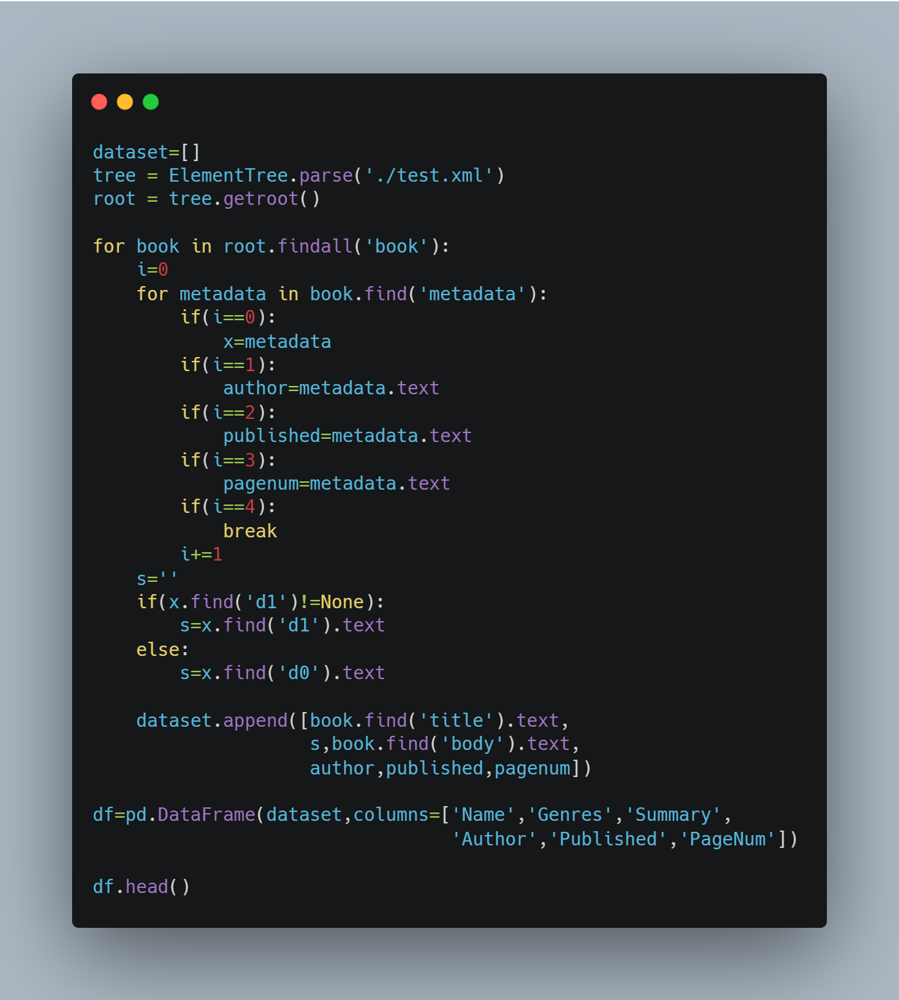 dataset=[]
tree = ElementTree.parse('./test.xml')
root = tree.getroot()

for book in root.findall('book'):
    i=0
    for metadata in book.find('metadata'):
        if(i==0):
            x=metadata
        if(i==1):
            author=metadata.text
        if(i==2):
            published=metadata.text
        if(i==3):
            pagenum=metadata.text
        if(i==4):
            break
        i+=1
    s=''
    if(x.find('d1')!=None):
        s=x.find('d1').text
    else:
        s=x.find('d0').text

    dataset.append([book.find('title').text,
                    s,book.find('body').text,
                    author,published,pagenum])

df=pd.DataFrame(dataset,columns=['Name','Genres','Summary',
                                 'Author','Published','PageNum'])

df.head()